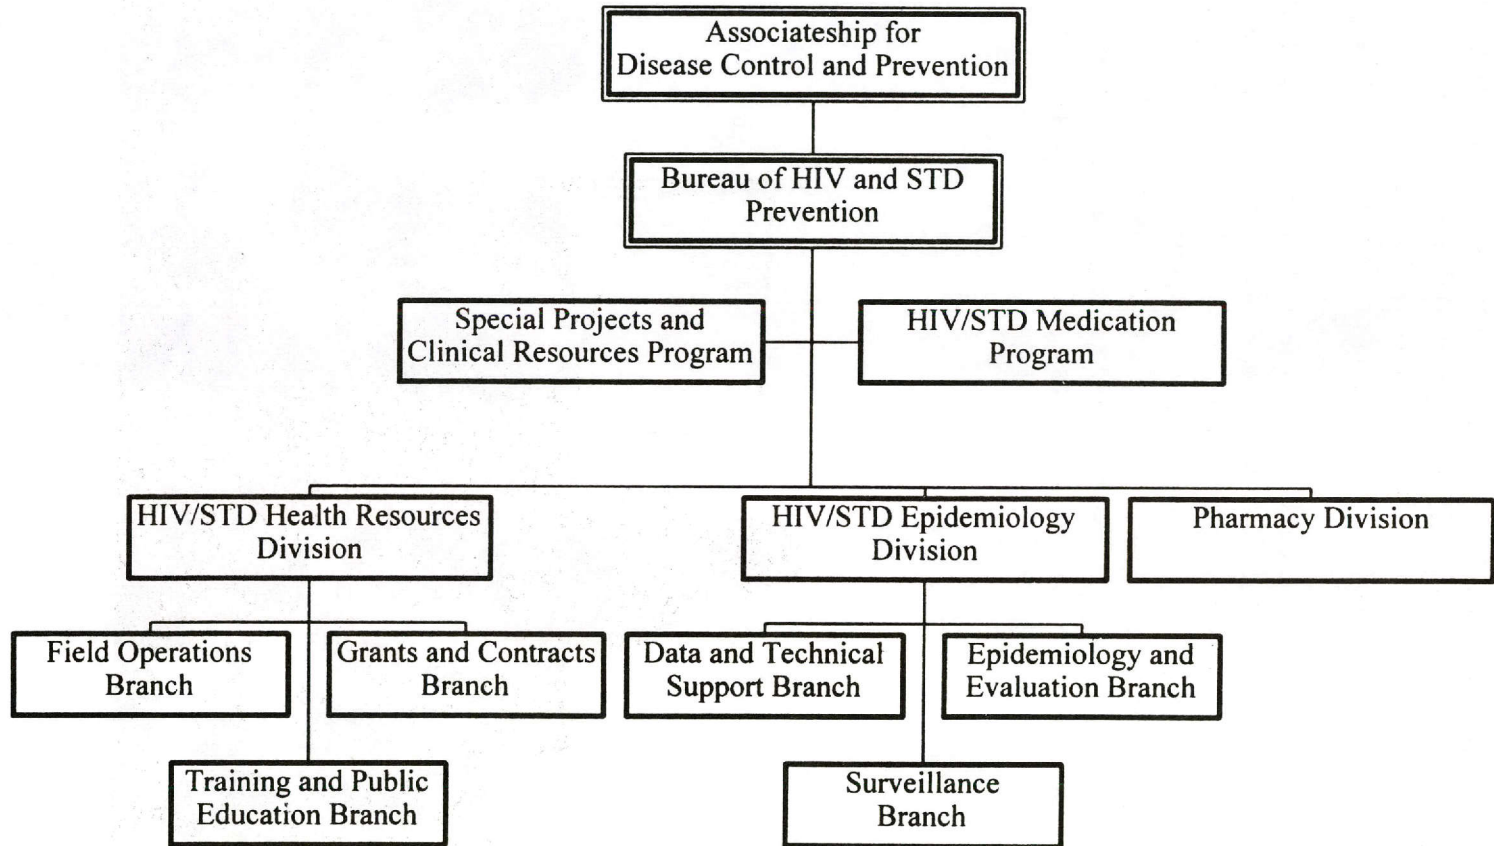 Associateship for
Disease Control and Prevention
Bureau of HIV and STD
Prevention
Special Projects and
Clinical Resources Program
HIV/STD Medication
Program
HIV/STD Health Resources
Division
HIV/STD Epidemiology
Division
Pharmacy Division
Field Operations
Branch
Grants and Contracts
Branch
Data and Technical
Support Branch
Epidemiology and
Evaluation Branch
Training and Public
Education Branch
Surveillance
Branch